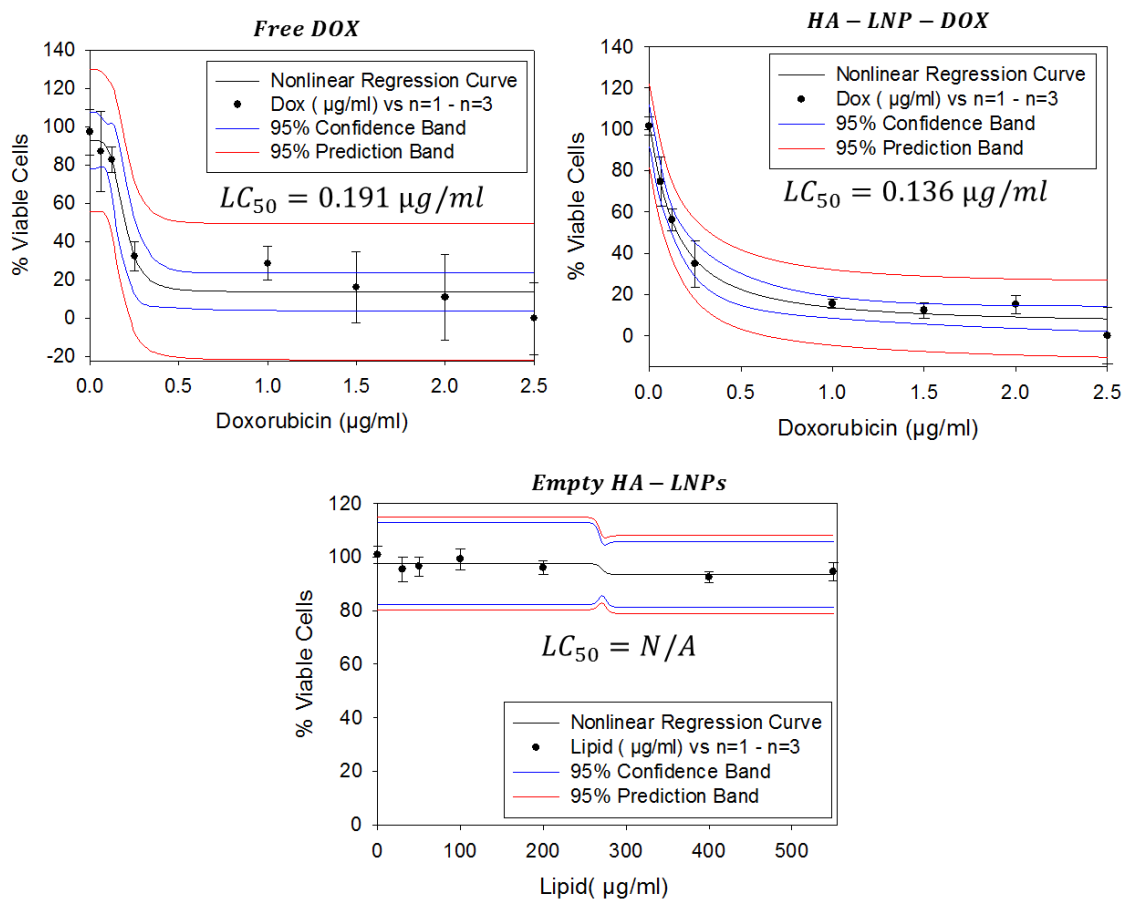 Free DOX
140
120
100
80
60
40
20
0
-20
% Viable Cells
Nonlinear Regression Curve
Dox ( µg/ml) vs n=1 - n=3
95% Confidence Band
95% Prediction Band
LC50 = 0.191 µg/ml
0.0 0.5 1.0 1.5 2.0 2.5
Doxorubicin (µg/ml)
HA – LNP – DOX
140
120
100
80
60
40
20
0
% Viable Cells
Nonlinear Regression Curve
Dox ( µg/ml) vs n=1 - n=3
95% Confidence Band
95% Prediction Band
LC50 = 0.136 µg/ml
0.0 0.5 1.0 1.5 2.0 2.5
Doxorubicin (µg/ml)
Empty HA – LNPs
120
100
80
60
40
20
0
% Viable Cells
LC50 = N/A
Nonlinear Regression Curve
Lipid ( µg/ml) vs n=1 - n=3
95% Confidence Band
95% Prediction Band
0 100 200 300 400 500
Lipid( µg/ml)